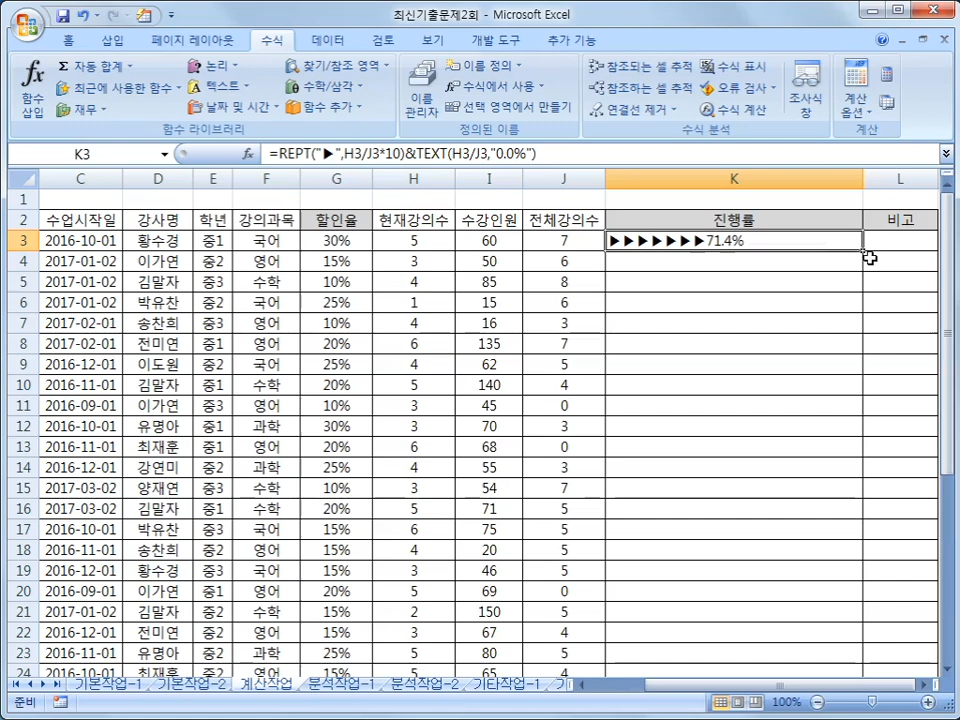 최신기출문제2회 - Microsoft Excel
홈 삽입 페이지 레이아웃 수식 데이터 검토 보기 개발 도구 추가 기능
fx 함수 삽입
Σ 자동 합계
최근에 사용한 함수
재무
논리
텍스트
날짜 및 시간
찾기/참조 영역
수학/삼각
함수 추가
함수 라이브러리
이름 관리자
이름 정의
수식에서 사용
선택 영역에서 만들기
정의된 이름
참조되는 셀 추적
참조하는 셀 추적
연결선 제거
수식 표시
오류 검사
수식 계산
조사식 창
수식 분석
계산 옵션
계산
K3 fx =REPT("▶",H3/J3*10)&TEXT(H3/J3,"0.0%")
C D E F G H I J K L
1
2 수업시작일 강사명 학년 강의과목 할인율 현재강의수 수강인원 전체강의수 진행률 비고
3 2016-10-01 황수경 중1 국어 30% 5 60 7 ▶▶▶▶▶▶▶71.4%
4 2017-01-02 이가연 중2 영어 15% 3 50 6
5 2017-01-02 김말자 중3 수학 10% 4 85 8
6 2017-01-02 박유찬 중2 국어 25% 1 15 6
7 2017-02-01 송찬희 중3 영어 10% 4 16 3
8 2017-02-01 전미연 중1 영어 20% 6 135 7
9 2016-12-01 이도원 중2 국어 25% 4 62 5
10 2016-11-01 김말자 중1 수학 20% 5 140 4
11 2016-09-01 이가연 중3 영어 10% 3 45 0
12 2016-10-01 유명아 중1 과학 30% 3 70 3
13 2016-11-01 최재훈 중1 영어 20% 6 68 0
14 2016-12-01 강연미 중2 과학 25% 4 55 3
15 2017-03-02 양재연 중3 수학 10% 3 54 7
16 2017-03-02 김말자 중1 수학 20% 5 71 5
17 2016-10-01 박유찬 중3 국어 15% 6 75 5
18 2016-11-01 송찬희 중2 영어 15% 4 20 5
19 2016-12-01 황수경 중3 국어 15% 3 46 5
20 2016-09-01 이가연 중1 영어 20% 5 69 0
21 2017-01-02 김말자 중2 수학 15% 2 150 5
22 2016-12-01 전미연 중2 영어 15% 3 67 4
23 2016-11-01 유명아 중2 과학 25% 5 80 5
24 2016-11-01 최재훈 중2 영어 15% 5 65 4
기본작업-1 기본작업-2 계산작업 분석작업-1 분석작업-2 기타작업-1
준비 100%